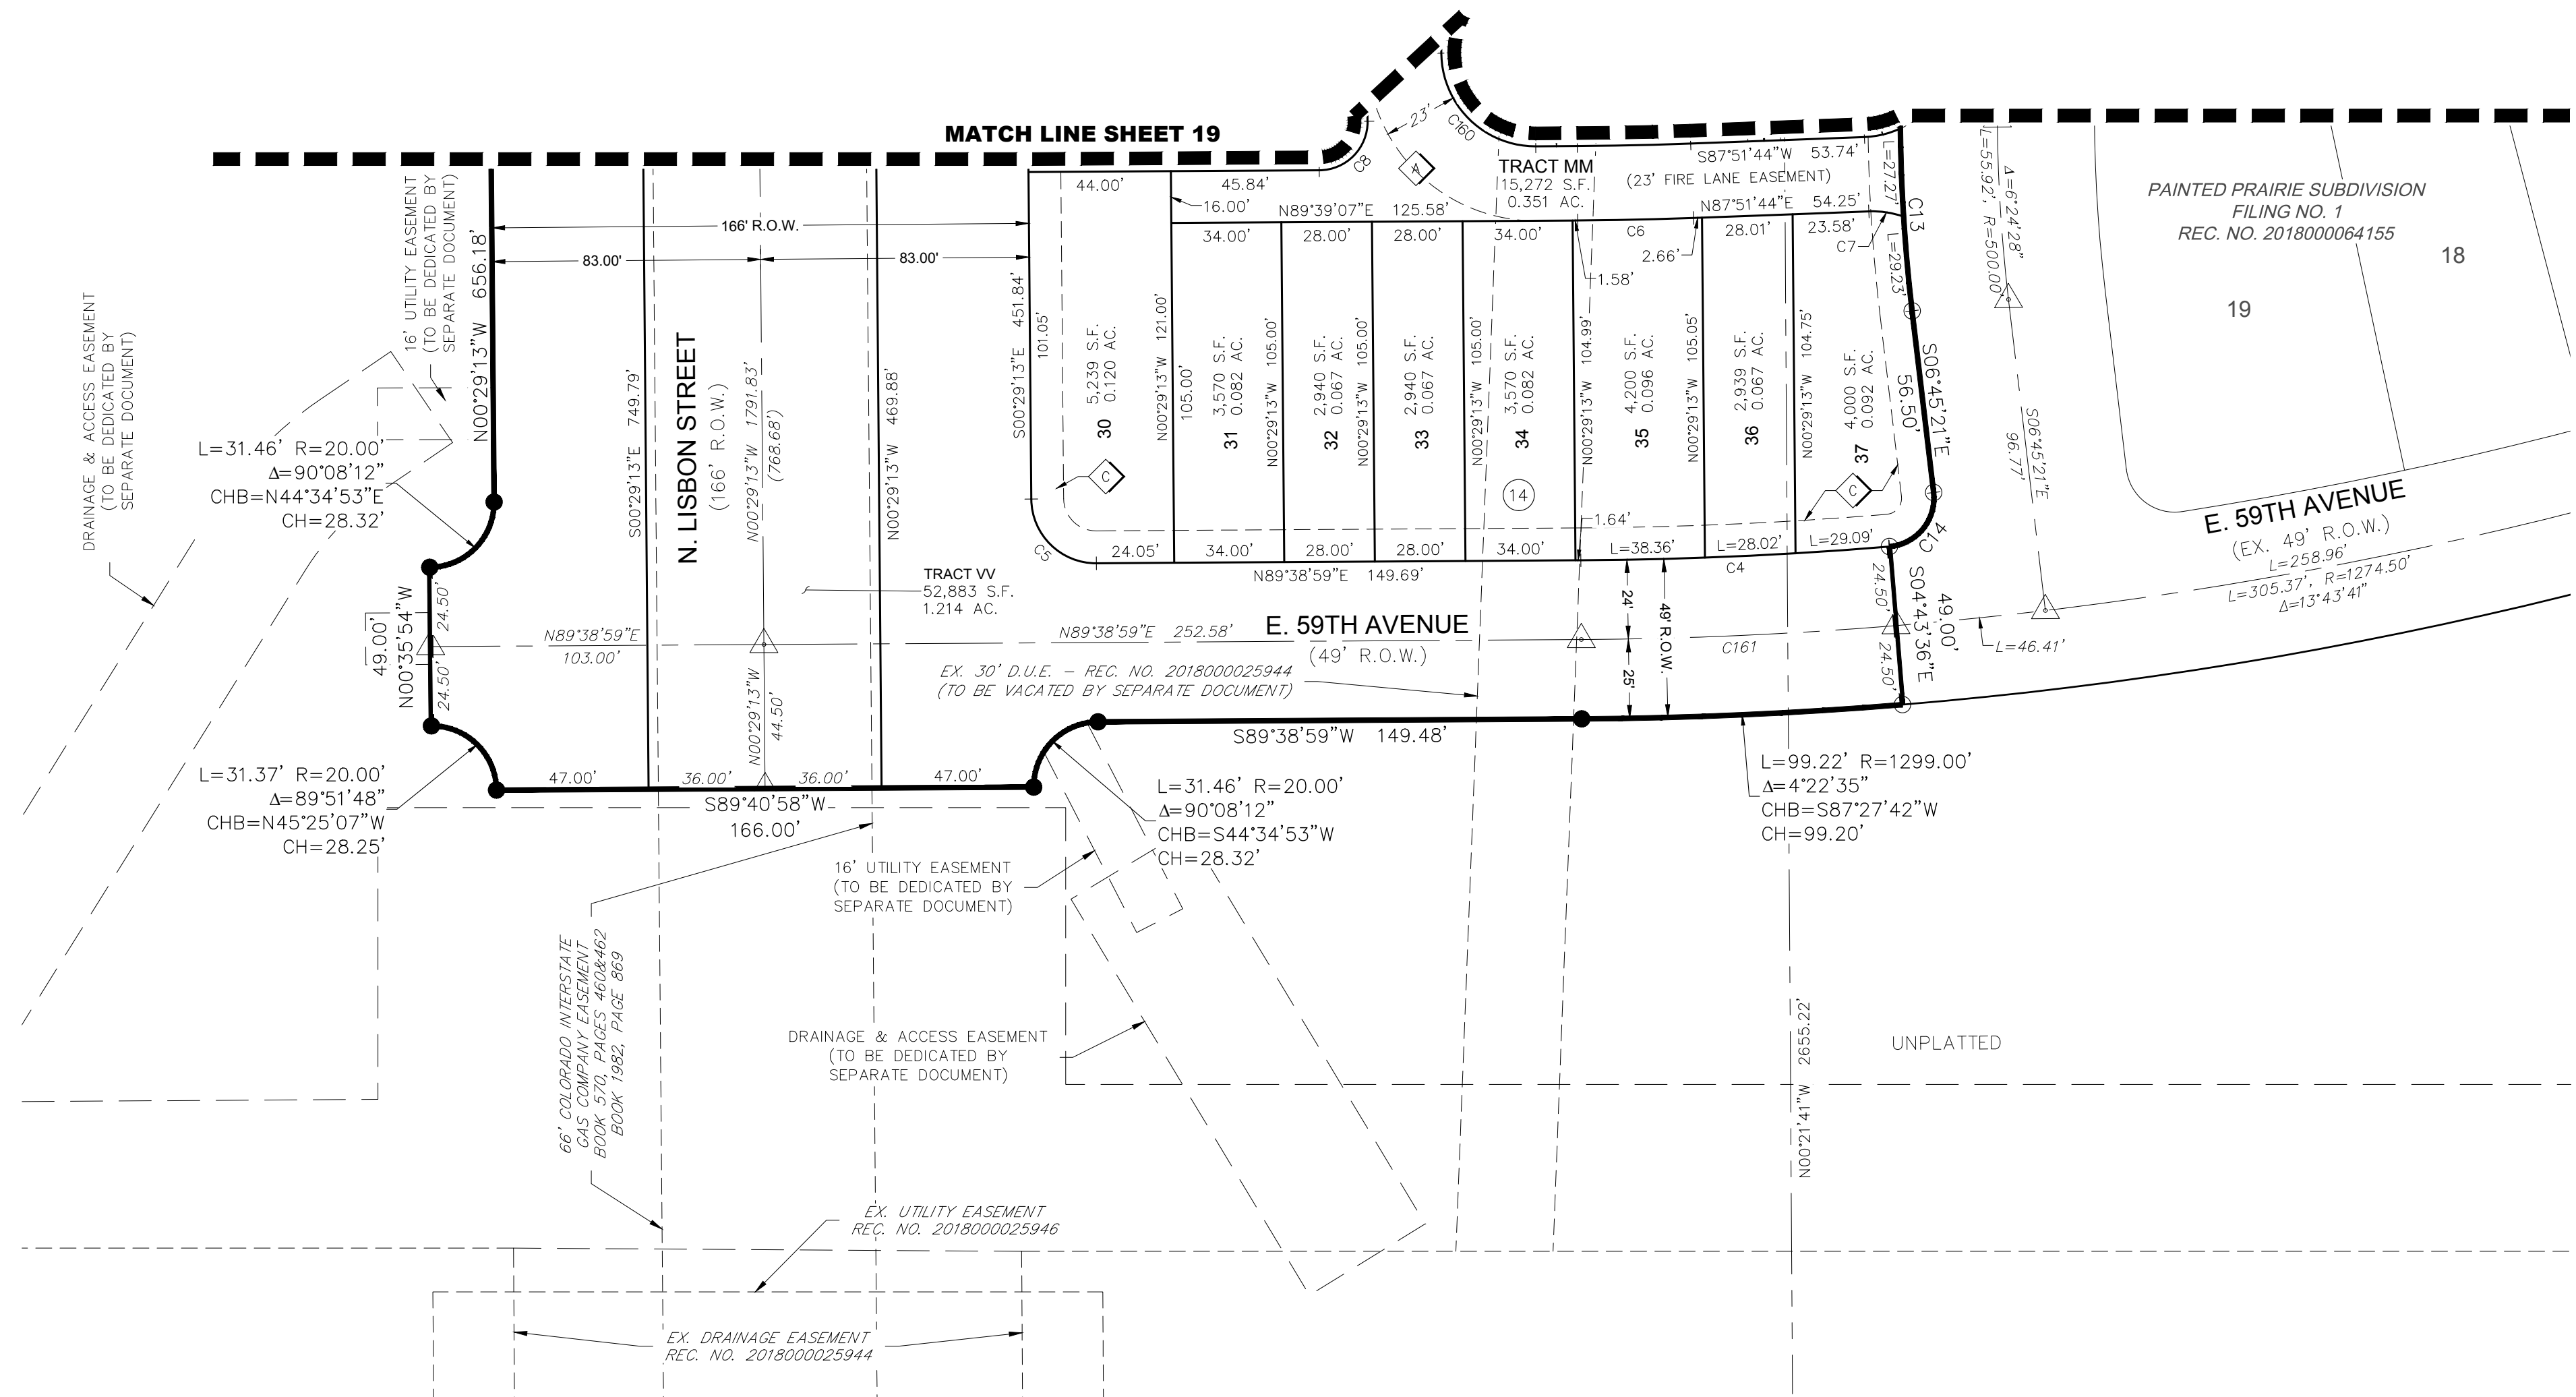 MATCH LINE SHEET 19
DRAINAGE & ACCESS EASEMENT
(TO BE DEDICATED BY
SEPARATE DOCUMENT)
16' UTILITY EASEMENT
(TO BE DEDICATED BY
SEPARATE DOCUMENT)
N00°29'13"W 656.18'
L=31.46' R=20.00'
Δ=90°08'12"
CHB=N44°34'53"E
CH=28.32'
49.00'
N00°35'54"W
24.50'
24.50'
L=31.37' R=20.00'
Δ=89°51'48"
CHB=N45°25'07"W
CH=28.25'
166' R.O.W.
83.00'
83.00'
S00°29'13"E 749.79'
N. LISBON STREET
(166' R.O.W.)
N00°29'13"W 1791.83'
(768.68')
N00°29'13"W 469.88'
TRACT VV
52,883 S.F.
1.214 AC.
N89°38'59"E
103.00'
N00°29'13"W
44.50'
47.00'
36.00'
36.00'
47.00'
S89°40'58"W
166.00'
S00°29'13"E 451.84'
101.05'
44.00'
45.84'
16.00'
C8
23'
A
C160
TRACT MM
15,272 S.F.
0.351 AC.
S87°51'44"W 53.74'
(23' FIRE LANE EASEMENT)
N89°39'07"E 125.58'
N87°51'44"E 54.25'
34.00'
28.00'
28.00'
34.00'
C6
28.01'
23.58'
2.66'
C7
1.58'
30
5,239 S.F.
0.120 AC.
C
N00°29'13"W 121.00'
105.00'
31
3,570 S.F.
0.082 AC.
N00°29'13"W 105.00'
32
2,940 S.F.
0.067 AC.
N00°29'13"W 105.00'
33
2,940 S.F.
0.067 AC.
N00°29'13"W 105.00'
34
3,570 S.F.
0.082 AC.
14
N00°29'13"W 104.99'
35
4,200 S.F.
0.096 AC.
N00°29'13"W 105.05'
36
2,939 S.F.
0.067 AC.
N00°29'13"W 104.75'
37
4,000 S.F.
0.092 AC.
C
L=27.27'
L=29.23'
C13
S06°45'21"E
56.50'
C14
C5
24.05'
34.00'
28.00'
28.00'
34.00'
1.64'
L=38.36'
L=28.02'
L=29.09'
N89°38'59"E 149.69'
C4
N89°38'59"E 252.58'
E. 59TH AVENUE
(49' R.O.W.)
24'
25'
49' R.O.W.
C161
24.50'
24.50'
49.00'
S04°43'36"E
L=46.41'
EX. 30' D.U.E. – REC. NO. 2018000025944
(TO BE VACATED BY SEPARATE DOCUMENT)
S89°38'59"W 149.48'
L=31.46' R=20.00'
Δ=90°08'12"
CHB=S44°34'53"W
CH=28.32'
L=99.22' R=1299.00'
Δ=4°22'35"
CHB=S87°27'42"W
CH=99.20'
L=55.92', R=500.00'
Δ=6°24'28"
S06°45'21"E
96.77'
PAINTED PRAIRIE SUBDIVISION
FILING NO. 1
REC. NO. 2018000064155
18
19
E. 59TH AVENUE
(EX. 49' R.O.W.)
L=258.96'
L=305.37', R=1274.50'
Δ=13°43'41"
16' UTILITY EASEMENT
(TO BE DEDICATED BY
SEPARATE DOCUMENT)
66' COLORADO INTERSTATE
GAS COMPANY EASEMENT
BOOK 570, PAGES 460&462
BOOK 1982, PAGE 869
DRAINAGE & ACCESS EASEMENT
(TO BE DEDICATED BY
SEPARATE DOCUMENT)
N00°21'41"W 2655.22'
UNPLATTED
EX. UTILITY EASEMENT
REC. NO. 2018000025946
EX. DRAINAGE EASEMENT
REC. NO. 2018000025944